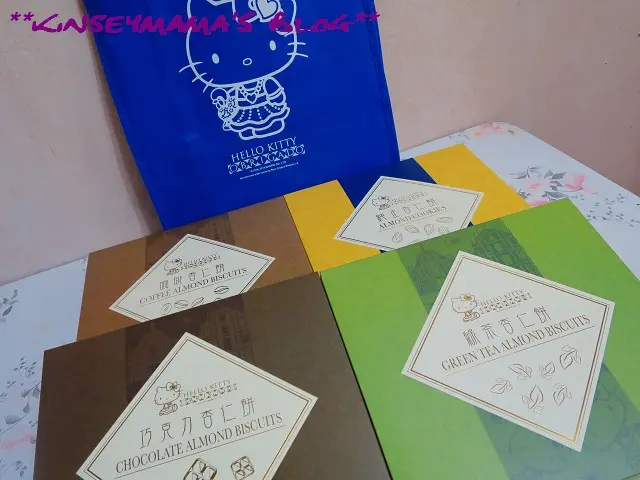 **Kinseymama's Blog**
HELLO KITTY
OBRIGADO
杏仁餅
ALMOND COOKIES
咖啡杏仁餅
COFFEE ALMOND BISCUITS
HELLO KITTY
綠茶杏仁餅
GREEN TEA ALMOND BISCUITS
HELLO KITTY
巧克力杏仁餅
CHOCOLATE ALMOND BISCUITS